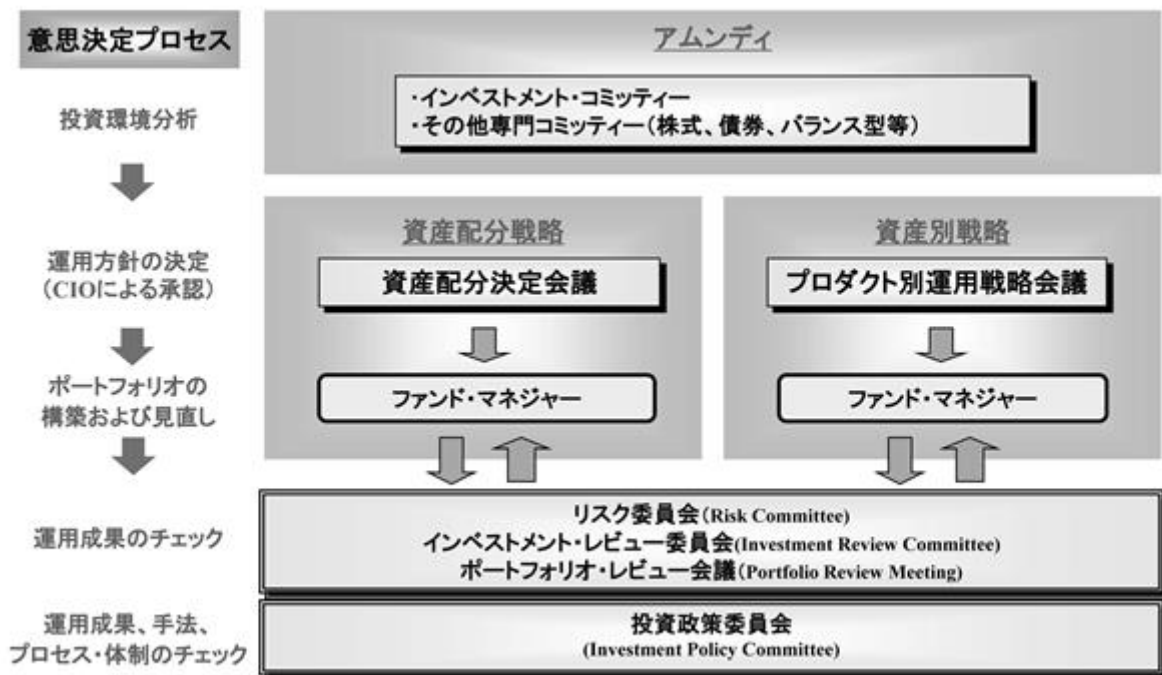 意思決定プロセス
アムンディ
投資環境分析
・インベストメント・コミッティー
・その他専門コミッティー（株式、債券、バランス型等）
運用方針の決定
（CIOによる承認）
資産配分戦略
資産配分決定会議
資産別戦略
プロダクト別運用戦略会議
ポートフォリオの
構築および見直し
ファンド・マネジャー
ファンド・マネジャー
運用成果のチェック
リスク委員会（Risk Committee）
インベストメント・レビュー委員会(Investment Review Committee)
ポートフォリオ・レビュー会議（Portfolio Review Meeting)
運用成果、手法、
プロセス・体制のチェック
投資政策委員会
(Investment Policy Committee)